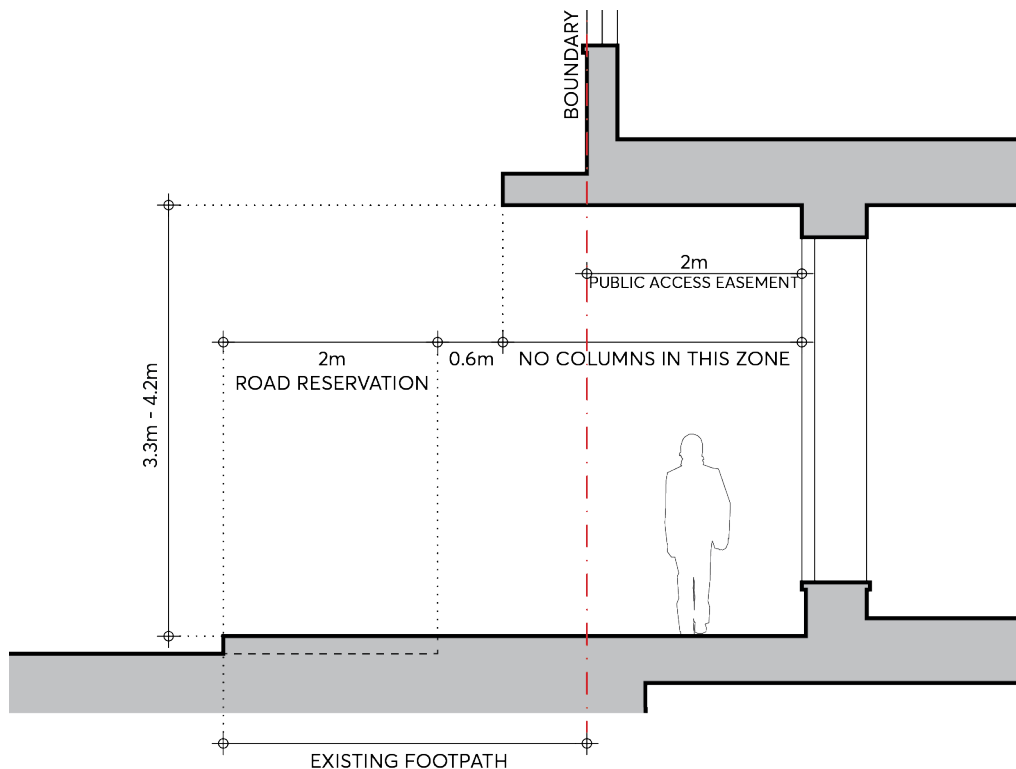 BOUNDARY
2m
PUBLIC ACCESS EASEMENT
2m
ROAD RESERVATION
0.6m
NO COLUMNS IN THIS ZONE
3.3m - 4.2m
EXISTING FOOTPATH